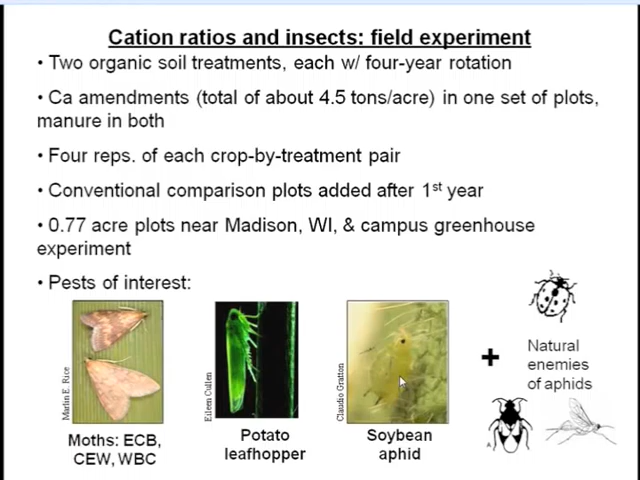 Cation ratios and insects: field experiment
• Two organic soil treatments, each w/ four-year rotation
• Ca amendments (total of about 4.5 tons/acre) in one set of plots,
manure in both
• Four reps. of each crop-by-treatment pair
• Conventional comparison plots added after 1st year
• 0.77 acre plots near Madison, WI, & campus greenhouse
experiment
• Pests of interest:
Marlin E. Rice
Moths: ECB,
CEW, WBC
Eileen Cullen
Potato
leafhopper
Claudio Gratton
Soybean
aphid
+
Natural
enemies
of aphids
A